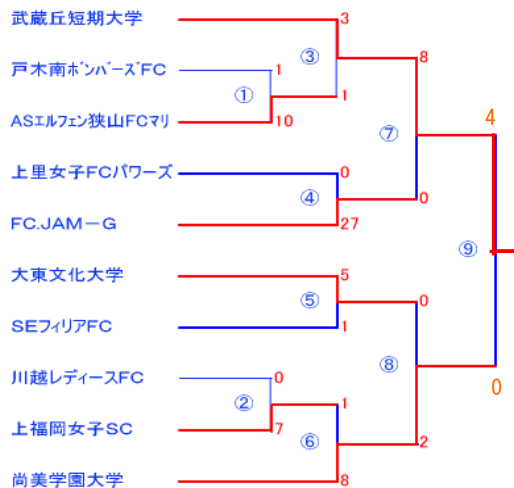 武蔵丘短期大学
3
③
8
戸木南ボンバーズFC
1
①
1
ASエルフェン狭山FCマリ
10
⑦
4
上里女子FCパワーズ
0
④
0
FC.JAM－G
27
⑨
大東文化大学
5
⑤
0
SEフィリアFC
1
川越レディースFC
0
⑧
0
②
1
上福岡女子SC
7
⑥
2
尚美学園大学
8